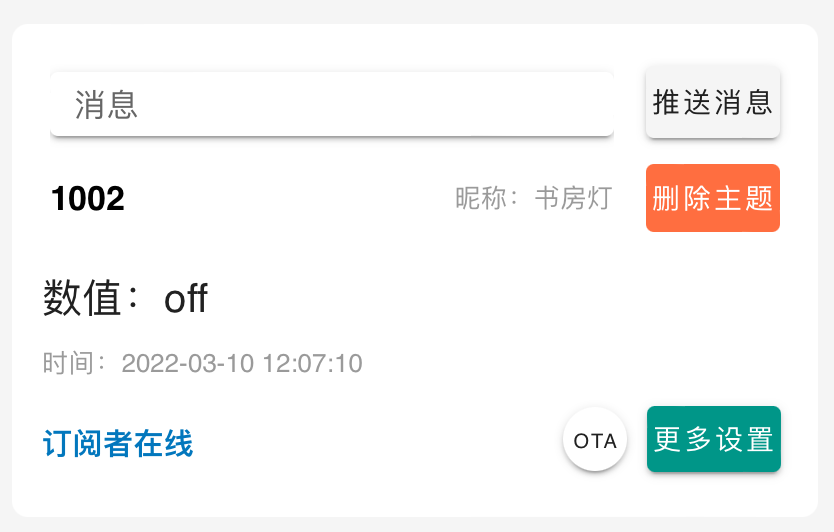 消息 推送消息
1002 昵称：书房灯 删除主题
数值：off
时间：2022-03-10 12:07:10
订阅者在线 OTA 更多设置